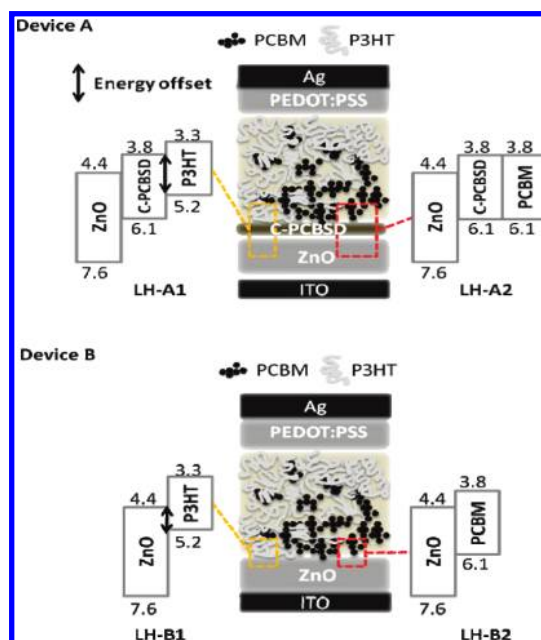 Device A
PCBM
P3HT
Energy offset
Ag
PEDOT:PSS
4.4
3.8
3.3
ZnO
C-PCBSD
P3HT
6.1
5.2
7.6
LH-A1
C-PCBSD
ZnO
ITO
4.4
3.8
3.8
ZnO
C-PCBSD
PCBM
6.1
6.1
7.6
LH-A2
Device B
PCBM
P3HT
Ag
PEDOT:PSS
4.4
3.3
ZnO
P3HT
5.2
7.6
LH-B1
ZnO
ITO
4.4
3.8
ZnO
PCBM
6.1
7.6
LH-B2